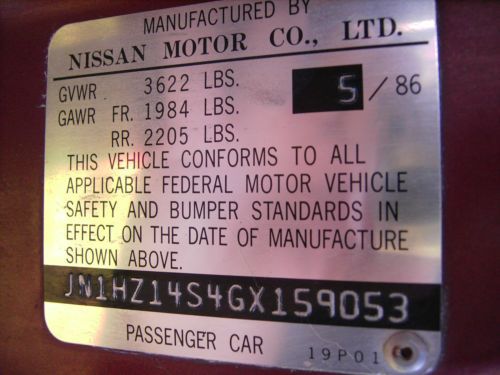 MANUFACTURED BY
NISSAN MOTOR CO., LTD.
GVWR 3622 LBS. 5 / 86
GAWR FR. 1984 LBS.
RR. 2205 LBS.
THIS VEHICLE CONFORMS TO ALL
APPLICABLE FEDERAL MOTOR VEHICLE
SAFETY AND BUMPER STANDARDS IN
EFFECT ON THE DATE OF MANUFACTURE
SHOWN ABOVE.
JN1HZ14S4GX159053
PASSENGER CAR 19P01